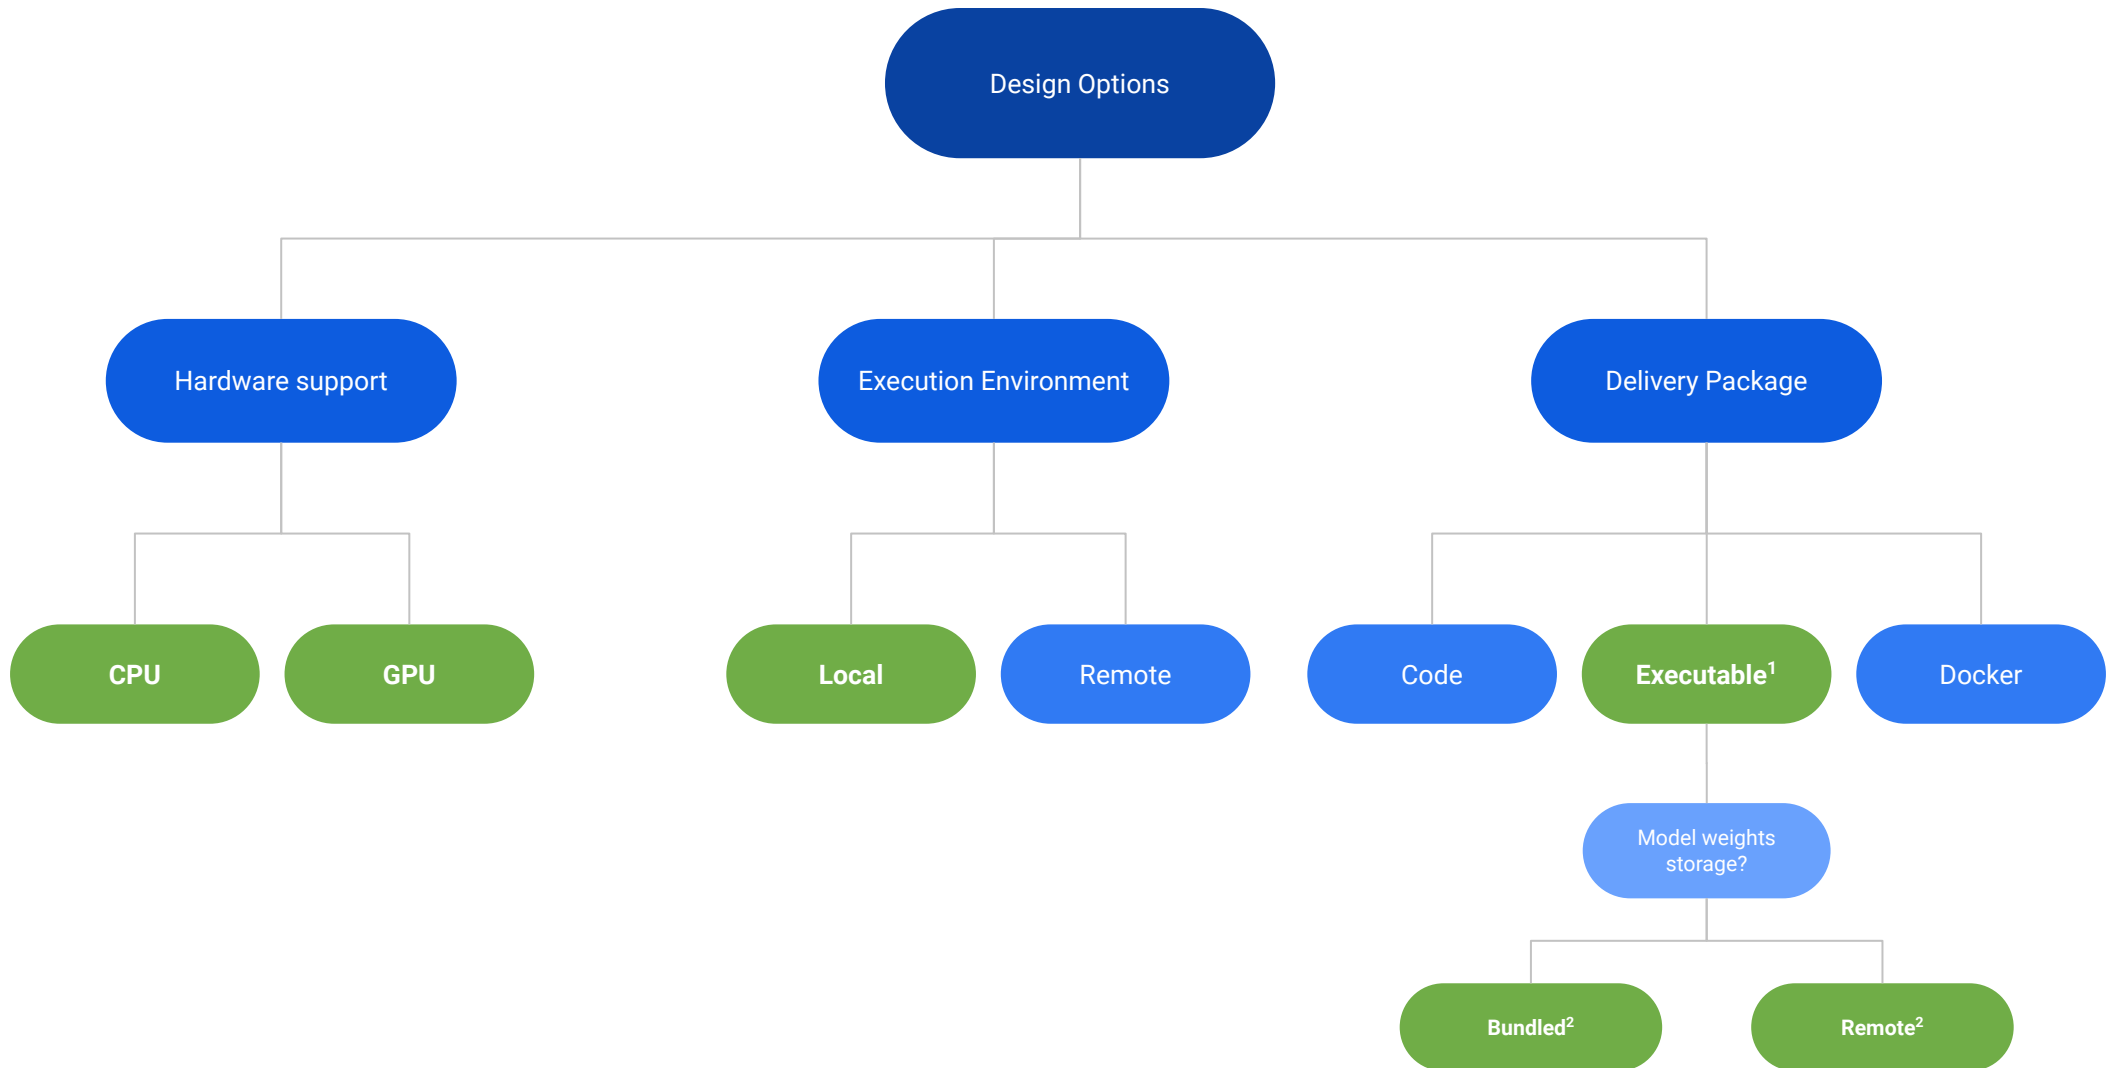 Design Options
Hardware support
Execution Environment
Delivery Package
CPU
GPU
Local
Remote
Code
Executable¹
Docker
Model weights
storage?
Bundled²
Remote²